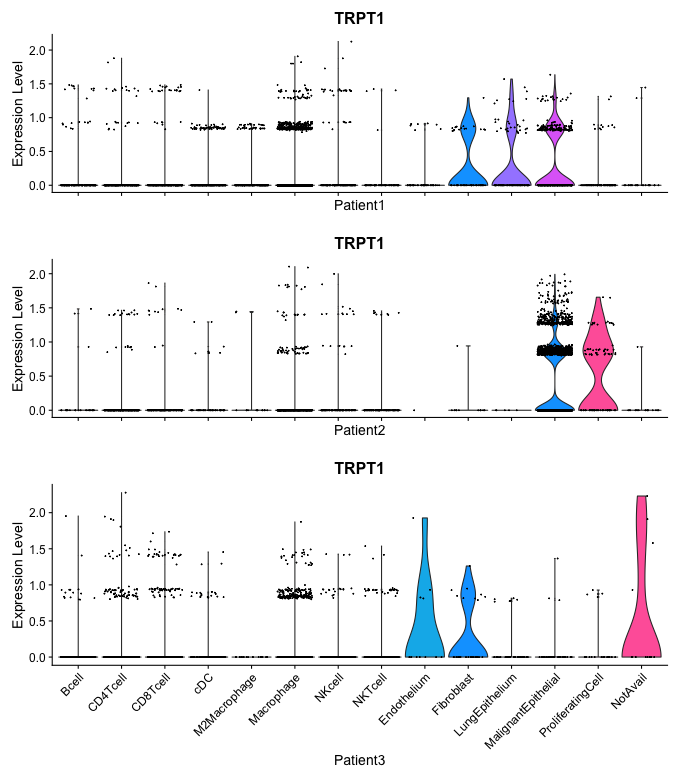 TRPT1
Expression Level
2.0
1.5
1.0
0.5
0.0
Patient1
TRPT1
Expression Level
2.0
1.5
1.0
0.5
0.0
Patient2
TRPT1
Expression Level
2.0
1.5
1.0
0.5
0.0
Bcell
CD4Tcell
CD8Tcell
cDC
M2Macrophage
Macrophage
NKcell
NKTcell
Endothelium
Fibroblast
LungEpithelium
MalignantEpithelial
ProliferatingCell
NotAvail
Patient3